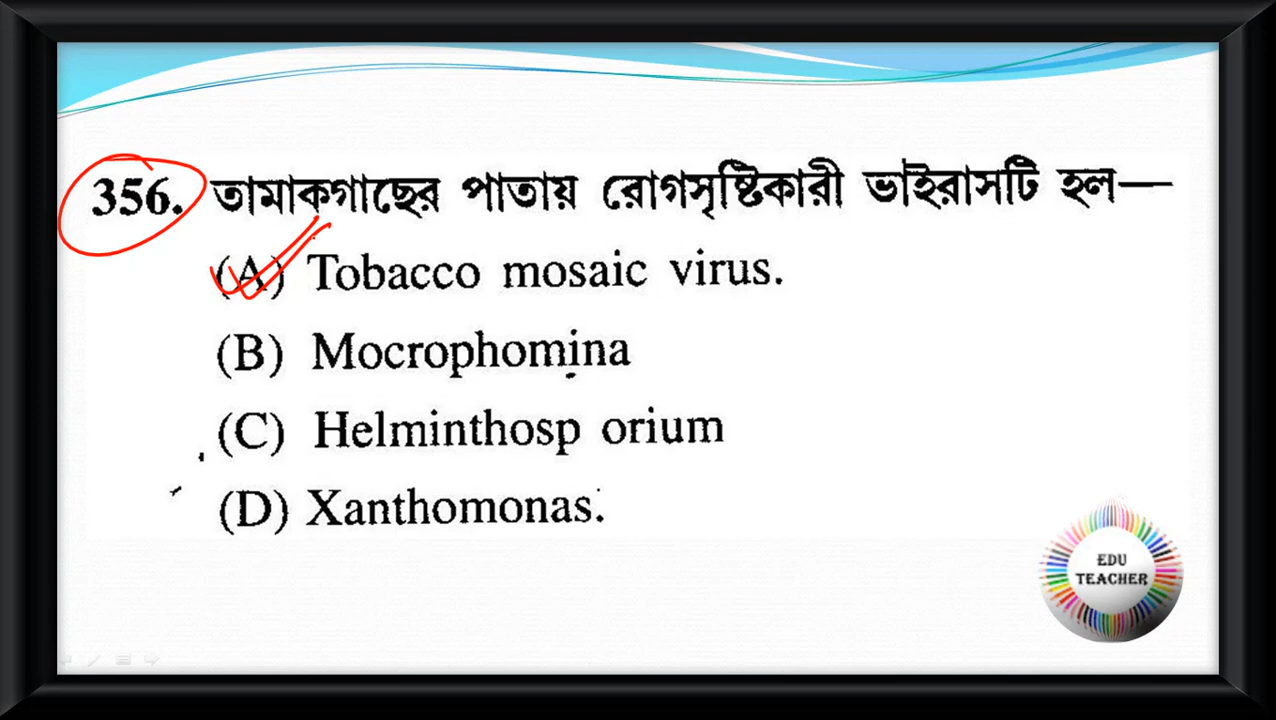 356. তামাকগাছের পাতায় রোগসৃষ্টিকারী ভাইরাসটি হল—
(A) Tobacco mosaic virus.
(B) Mocrophomina
(C) Helminthosp orium
(D) Xanthomonas.
EDU
TEACHER